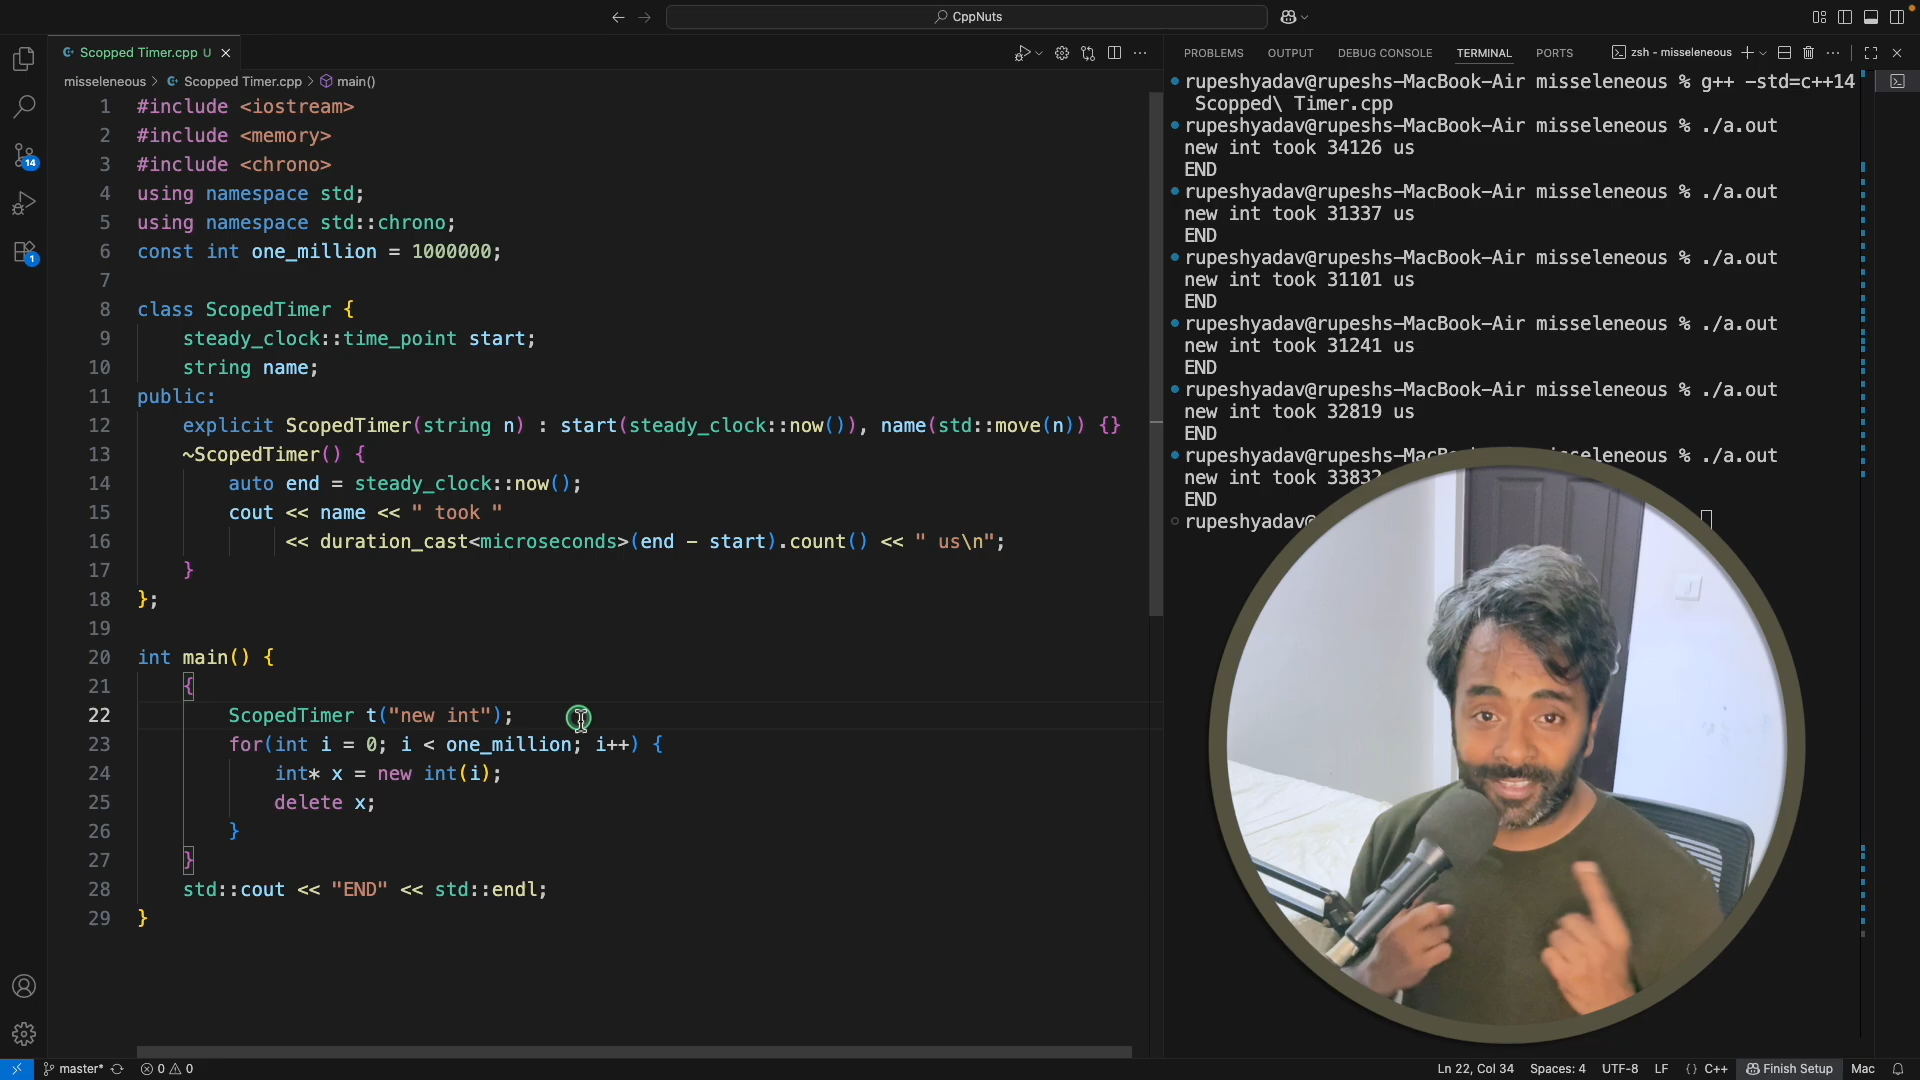 CppNuts
Scopped Timer.cpp U
misseleneous > Scopped Timer.cpp > main()
1 #include <iostream>
2 #include <memory>
3 #include <chrono>
4 using namespace std;
5 using namespace std::chrono;
6 const int one_million = 1000000;
7
8 class ScopedTimer {
9 steady_clock::time_point start;
10 string name;
11 public:
12 explicit ScopedTimer(string n) : start(steady_clock::now()), name(std::move(n)) {}
13 ~ScopedTimer() {
14 auto end = steady_clock::now();
15 cout << name << " took "
16 << duration_cast<microseconds>(end - start).count() << " us\n";
17 }
18 };
19
20 int main() {
21 {
22 ScopedTimer t("new int");
23 for(int i = 0; i < one_million; i++) {
24 int* x = new int(i);
25 delete x;
26 }
27 }
28 std::cout << "END" << std::endl;
29 }
PROBLEMS OUTPUT DEBUG CONSOLE TERMINAL PORTS zsh - misseleneous
rupeshyadav@rupeshs-MacBook-Air misseleneous % g++ -std=c++14
Scopped\ Timer.cpp
rupeshyadav@rupeshs-MacBook-Air misseleneous % ./a.out
new int took 34126 us
END
rupeshyadav@rupeshs-MacBook-Air misseleneous % ./a.out
new int took 31337 us
END
rupeshyadav@rupeshs-MacBook-Air misseleneous % ./a.out
new int took 31101 us
END
rupeshyadav@rupeshs-MacBook-Air misseleneous % ./a.out
new int took 31241 us
END
rupeshyadav@rupeshs-MacBook-Air misseleneous % ./a.out
new int took 32819 us
END
rupeshyadav@rupeshs-MacBook-Air misseleneous % ./a.out
new int took 33832
END
rupeshyadav@
14
1
master* 0 0
Ln 22, Col 34 Spaces: 4 UTF-8 LF {} C++ Finish Setup Mac